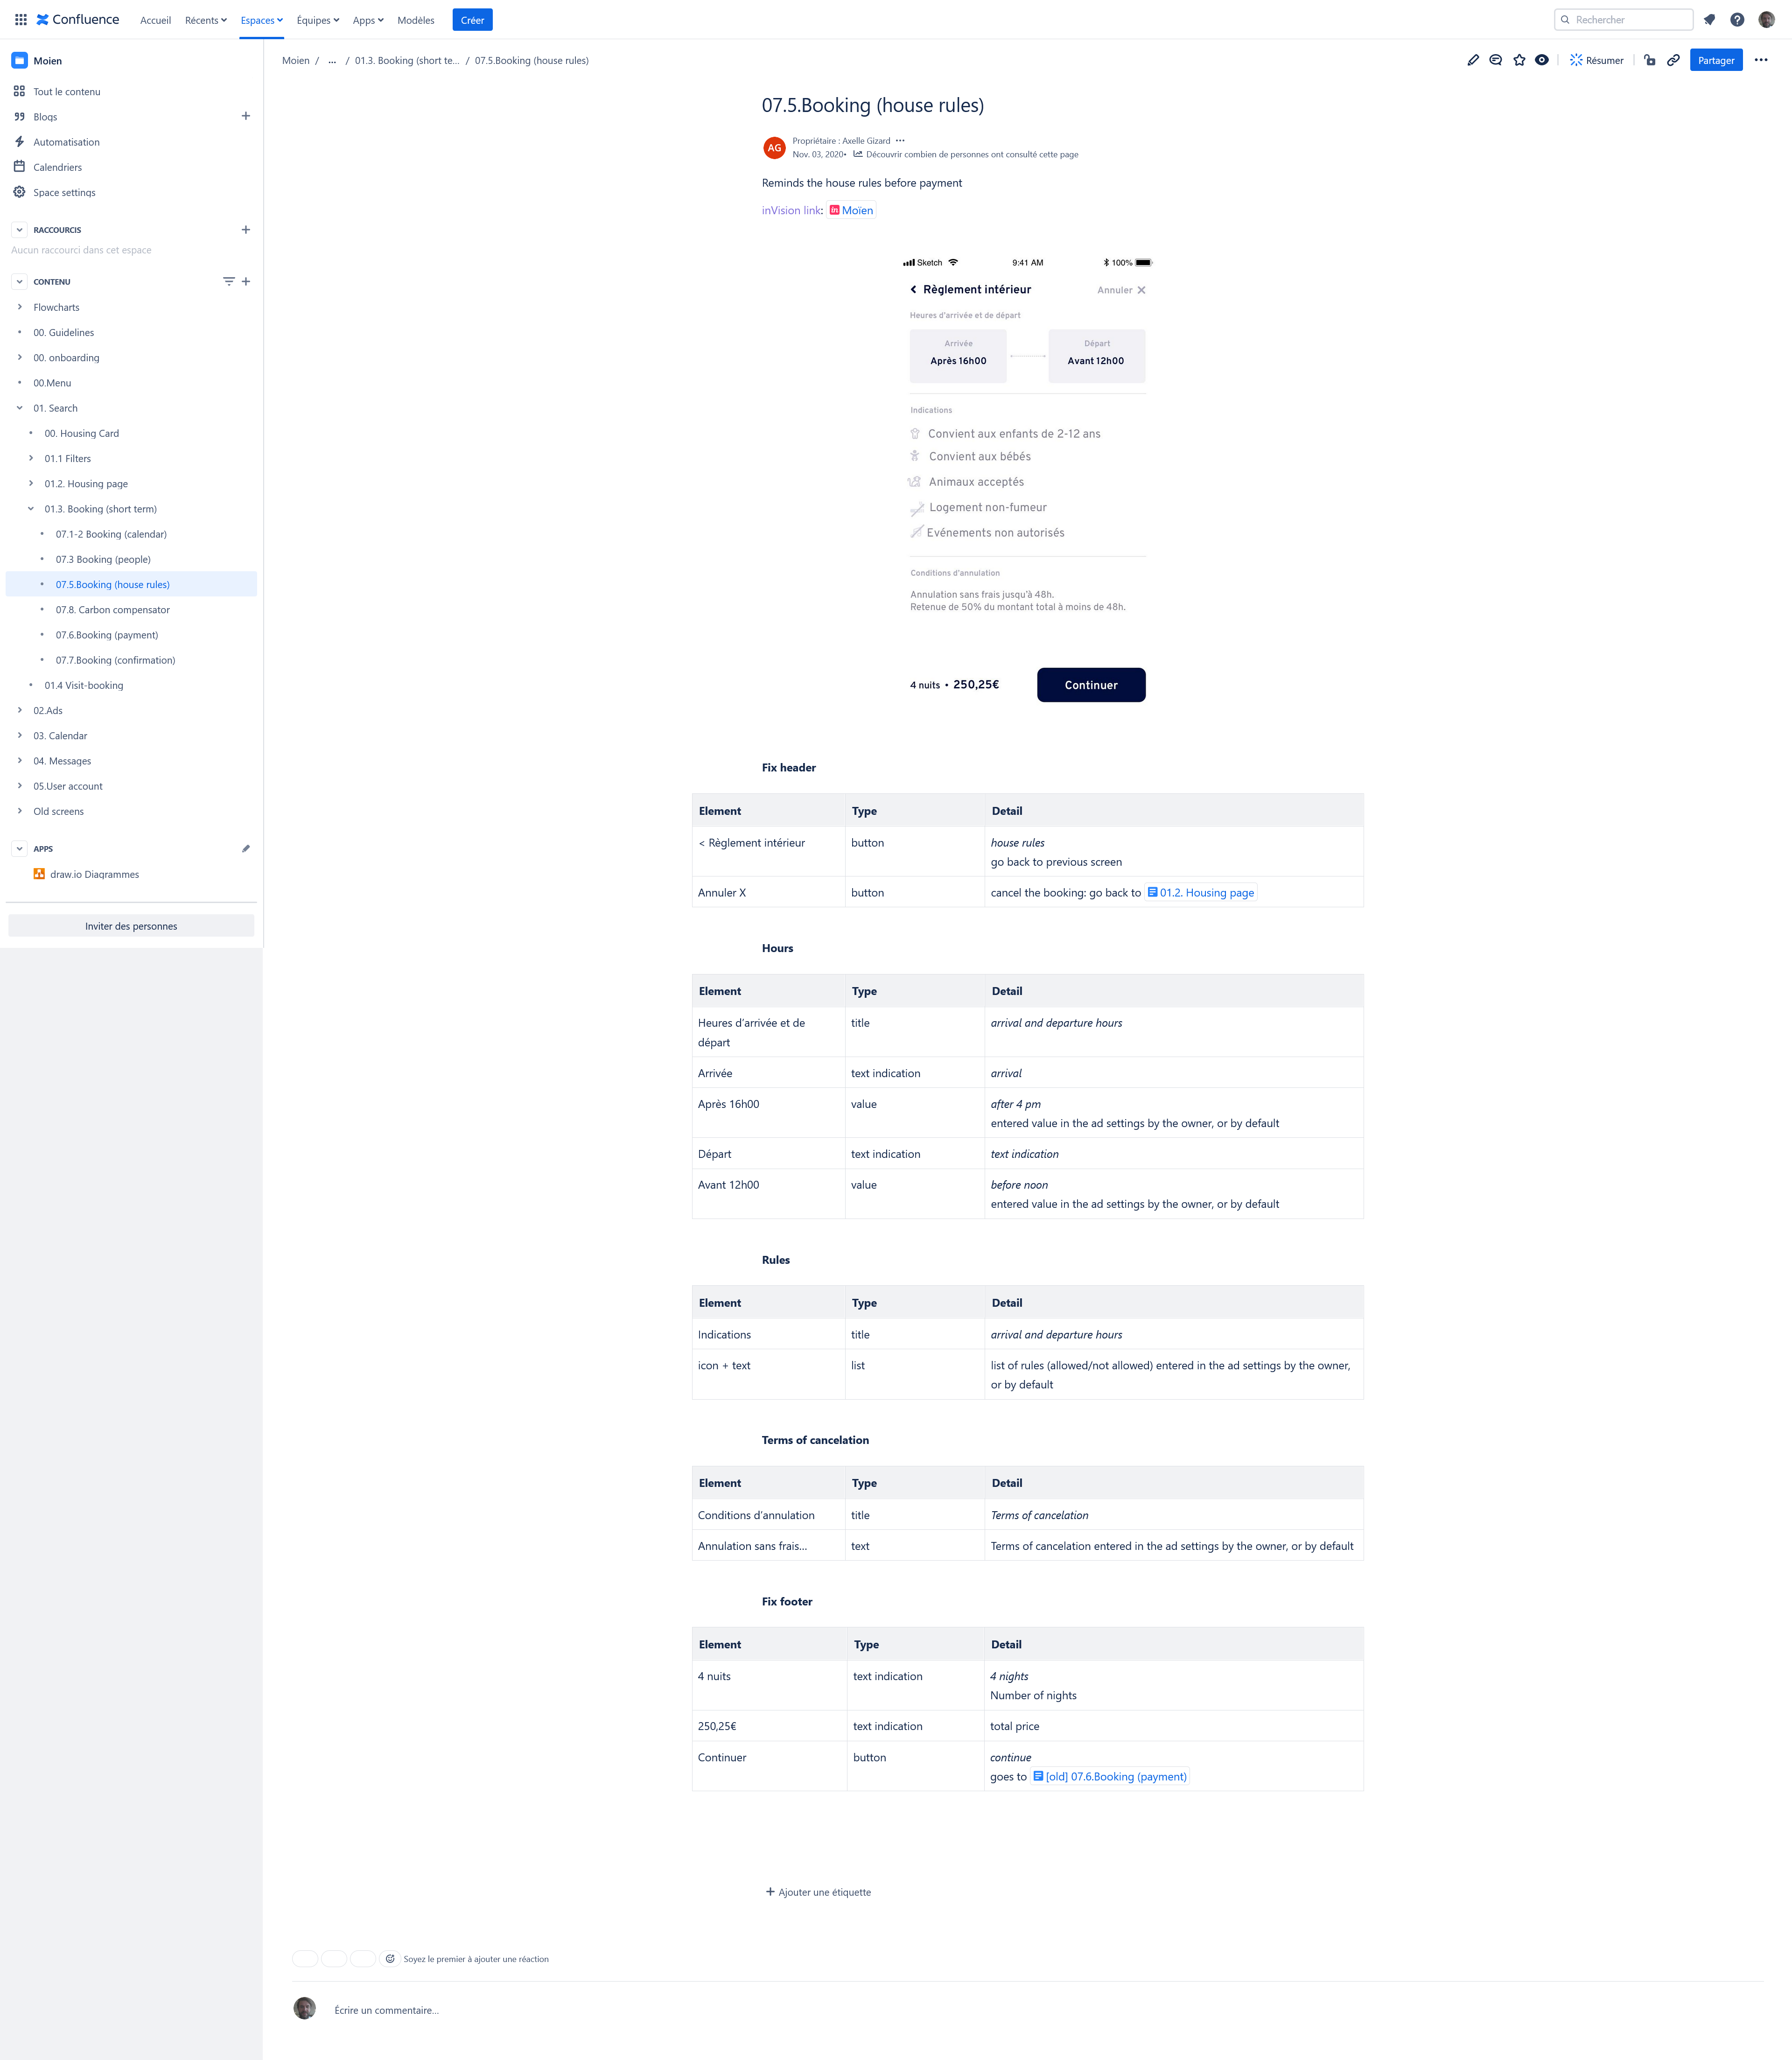 Confluence
Accueil
Récents
Espaces
Équipes
Apps
Modèles
Créer
Rechercher
Moien
Tout le contenu
Blogs
Automatisation
Calendriers
Space settings
RACCOURCIS
Aucun raccourci dans cet espace
CONTENU
Flowcharts
00. Guidelines
00. onboarding
00.Menu
01. Search
00. Housing Card
01.1 Filters
01.2. Housing page
01.3. Booking (short term)
07.1-2 Booking (calendar)
07.3 Booking (people)
07.5.Booking (house rules)
07.8. Carbon compensator
07.6.Booking (payment)
07.7.Booking (confirmation)
01.4 Visit-booking
02.Ads
03. Calendar
04. Messages
05.User account
Old screens
APPS
draw.io Diagrammes
Inviter des personnes
Moien / ... / 01.3. Booking (short te... / 07.5.Booking (house rules)
Résumer
Partager
07.5.Booking (house rules)
AG
Propriétaire : Axelle Gizard
Nov. 03, 2020• Découvrir combien de personnes ont consulté cette page
Reminds the house rules before payment
inVision link: in Moïen
Sketch 9:41 AM 100%
Règlement intérieur Annuler
Heures d'arrivée et de départ
Arrivée Départ
Après 16h00 Avant 12h00
Indications
Convient aux enfants de 2-12 ans
Convient aux bébés
Animaux acceptés
Logement non-fumeur
Evénements non autorisés
Conditions d'annulation
Annulation sans frais jusqu'à 48h.
Retenue de 50% du montant total à moins de 48h.
4 nuits • 250,25€ Continuer
Fix header
Element Type Detail
< Règlement intérieur button house rules
go back to previous screen
Annuler X button cancel the booking: go back to 01.2. Housing page
Hours
Element Type Detail
Heures d'arrivée et de title arrival and departure hours
départ
Arrivée text indication arrival
Après 16h00 value after 4 pm
entered value in the ad settings by the owner, or by default
Départ text indication text indication
Avant 12h00 value before noon
entered value in the ad settings by the owner, or by default
Rules
Element Type Detail
Indications title arrival and departure hours
icon + text list list of rules (allowed/not allowed) entered in the ad settings by the owner,
or by default
Terms of cancelation
Element Type Detail
Conditions d'annulation title Terms of cancelation
Annulation sans frais... text Terms of cancelation entered in the ad settings by the owner, or by default
Fix footer
Element Type Detail
4 nuits text indication 4 nights
Number of nights
250,25€ text indication total price
Continuer button continue
goes to [old] 07.6.Booking (payment)
Ajouter une étiquette
Soyez le premier à ajouter une réaction
Écrire un commentaire...